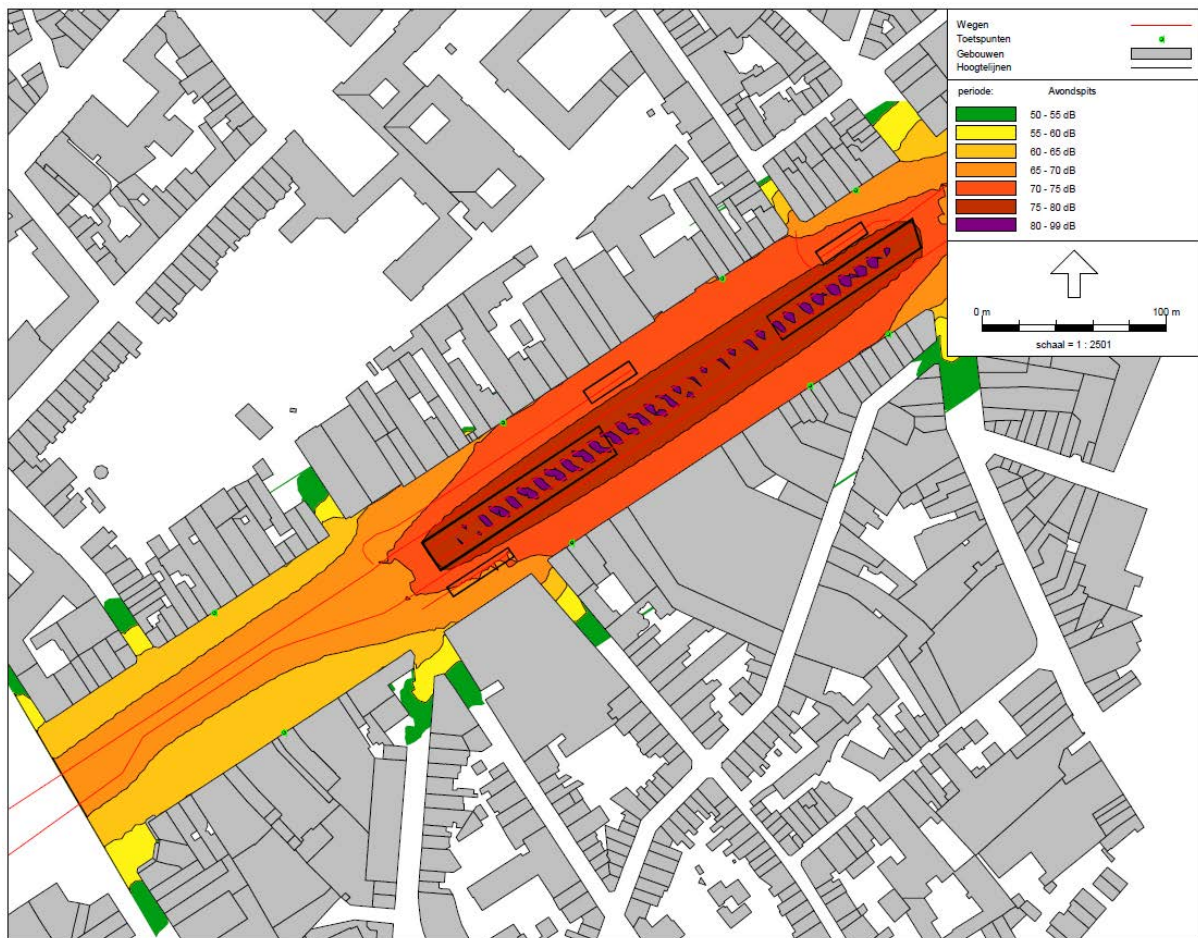 Wegen
Toetspunten
Gebouwen
Hoogtelijnen
periode: Avondspits
50 - 55 dB
55 - 60 dB
60 - 65 dB
65 - 70 dB
70 - 75 dB
75 - 80 dB
80 - 99 dB
0 m 100 m
schaal = 1 : 2501